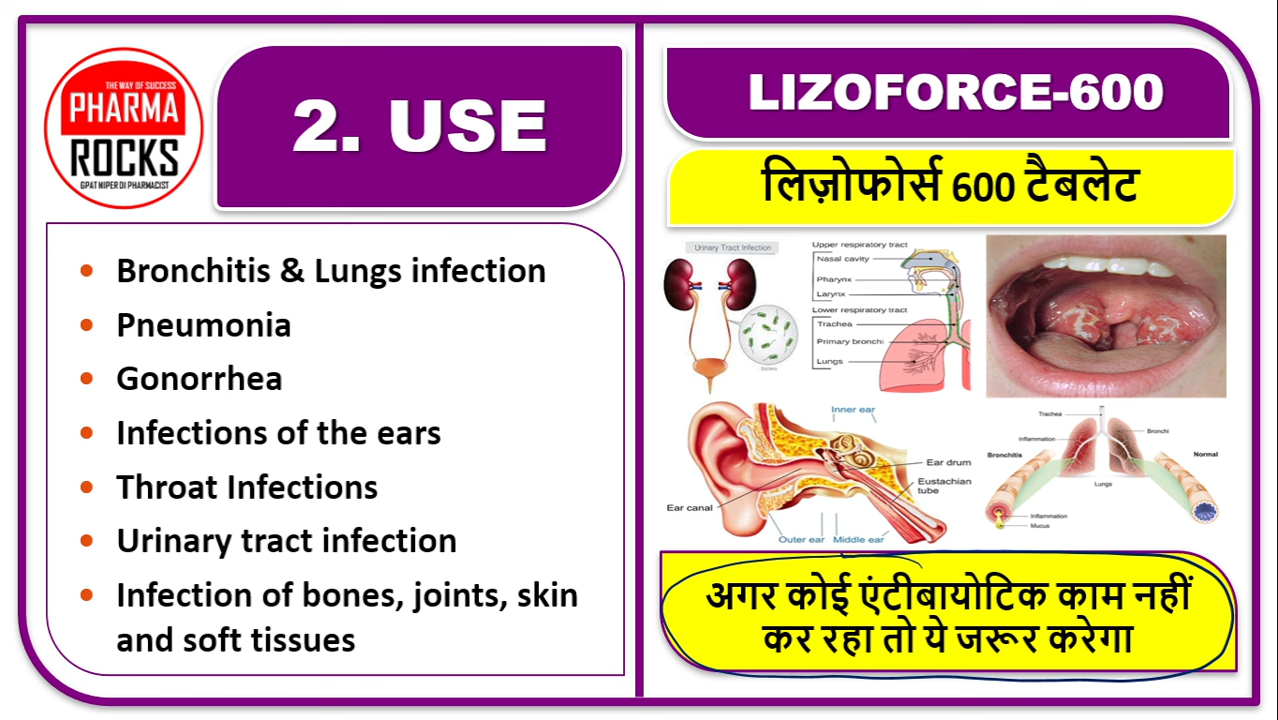 THE WAY OF SUCCESS
PHARMA
ROCKS
GPAT NIPER DI PHARMACIST
2. USE
• Bronchitis & Lungs infection
• Pneumonia
• Gonorrhea
• Infections of the ears
• Throat Infections
• Urinary tract infection
• Infection of bones, joints, skin
and soft tissues
LIZOFORCE-600
लिज़ोफोर्स 600 टैबलेट
Urinary Tract Infection
Bacteria
Upper respiratory tract
Nasal cavity
Pharynx
Larynx
Lower respiratory tract
Trachea
Primary bronchi
Lungs
Inner ear
Ear drum
Eustachian
tube
Ear canal
Outer ear
Middle ear
Trachea
Bronchi
Inflammation
Bronchitis
Normal
Lungs
Inflammation
Mucus
अगर कोई एंटीबायोटिक काम नहीं
कर रहा तो ये जरूर करेगा